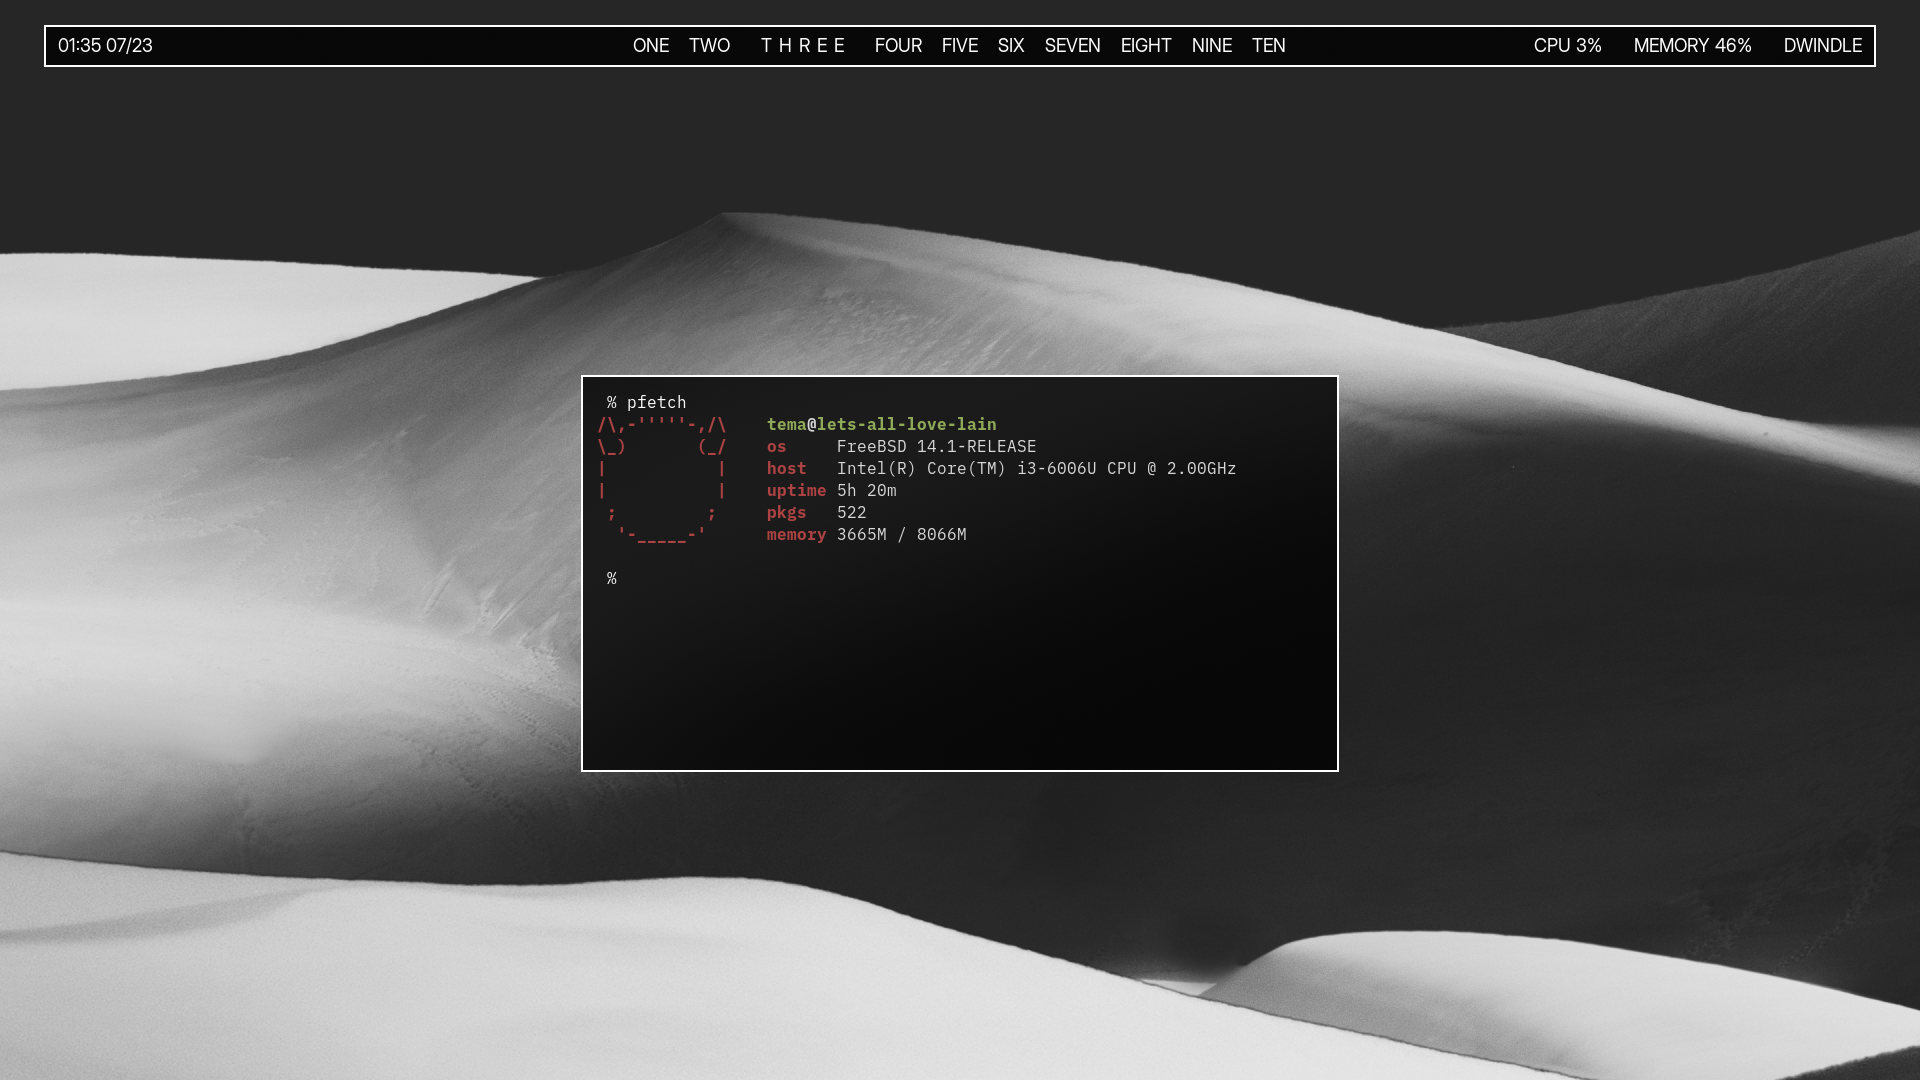 01:35 07/23 ONE TWO THREE FOUR FIVE SIX SEVEN EIGHT NINE TEN CPU 3% MEMORY 46% DWINDLE
% pfetch
/\,-'''''-,/\ tema@lets-all-love-lain
\_)       (_/ os FreeBSD 14.1-RELEASE
|           | host Intel(R) Core(TM) i3-6006U CPU @ 2.00GHz
|           | uptime 5h 20m
;         ; pkgs 522
'-_____-' memory 3665M / 8066M
%